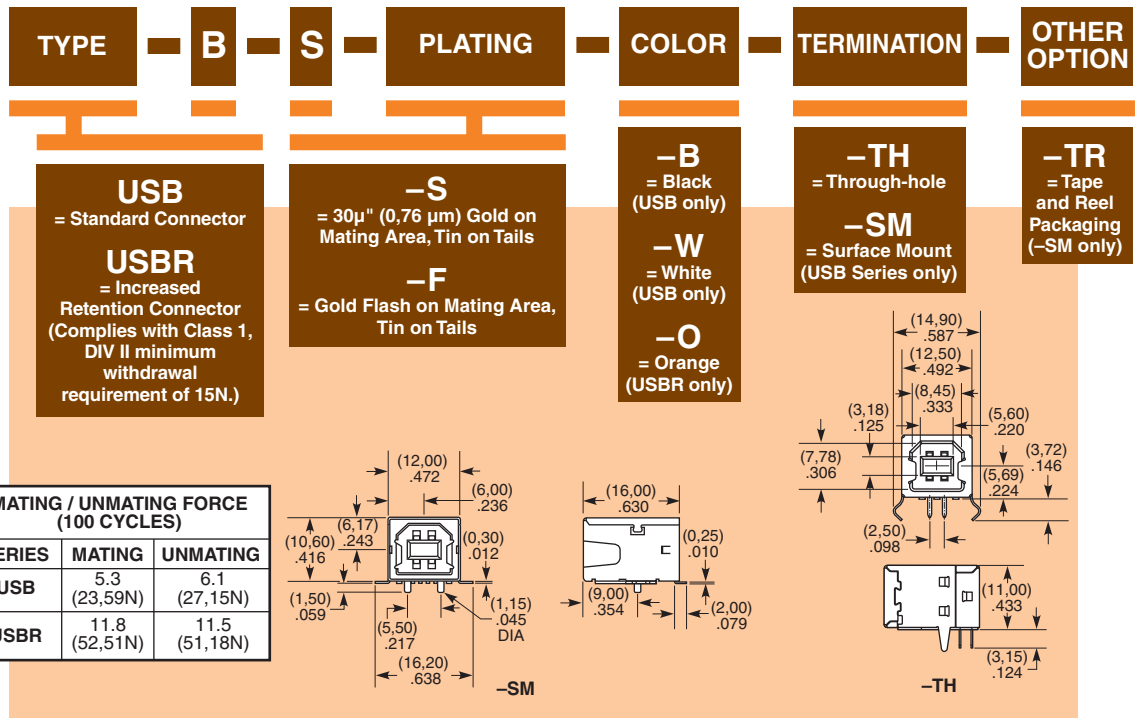 TYPE — B — S — PLATING — COLOR — TERMINATION — OTHER OPTION
USB
= Standard Connector
USBR
= Increased
Retention Connector
(Complies with Class 1,
DIV II minimum
withdrawal
requirement of 15N.)
–S
= 30µ" (0,76 µm) Gold on
Mating Area, Tin on Tails
–F
= Gold Flash on Mating Area,
Tin on Tails
–B
= Black
(USB only)
–W
= White
(USB only)
–O
= Orange
(USBR only)
–TH
= Through-hole
–SM
= Surface Mount
(USB Series only)
–TR
= Tape
and Reel
Packaging
(–SM only)
MATING / UNMATING FORCE
(100 CYCLES)
ERIES MATING UNMATING
USB 5.3 6.1
(23,59N) (27,15N)
USBR 11.8 11.5
(52,51N) (51,18N)
(12,00)
.472
(6,00)
.236
(6,17)
.243
(10,60)
.416
(0,30)
.012
(1,50)
.059
(5,50)
.217
(1,15)
.045
DIA
(16,20)
.638
–SM
(16,00)
.630
(0,25)
.010
(9,00)
.354
(2,00)
.079
(14,90)
.587
(12,50)
.492
(8,45)
.333
(3,18)
.125
(5,60)
.220
(7,78)
.306
(3,72)
.146
(5,69)
.224
(2,50)
.098
(11,00)
.433
(3,15)
.124
–TH